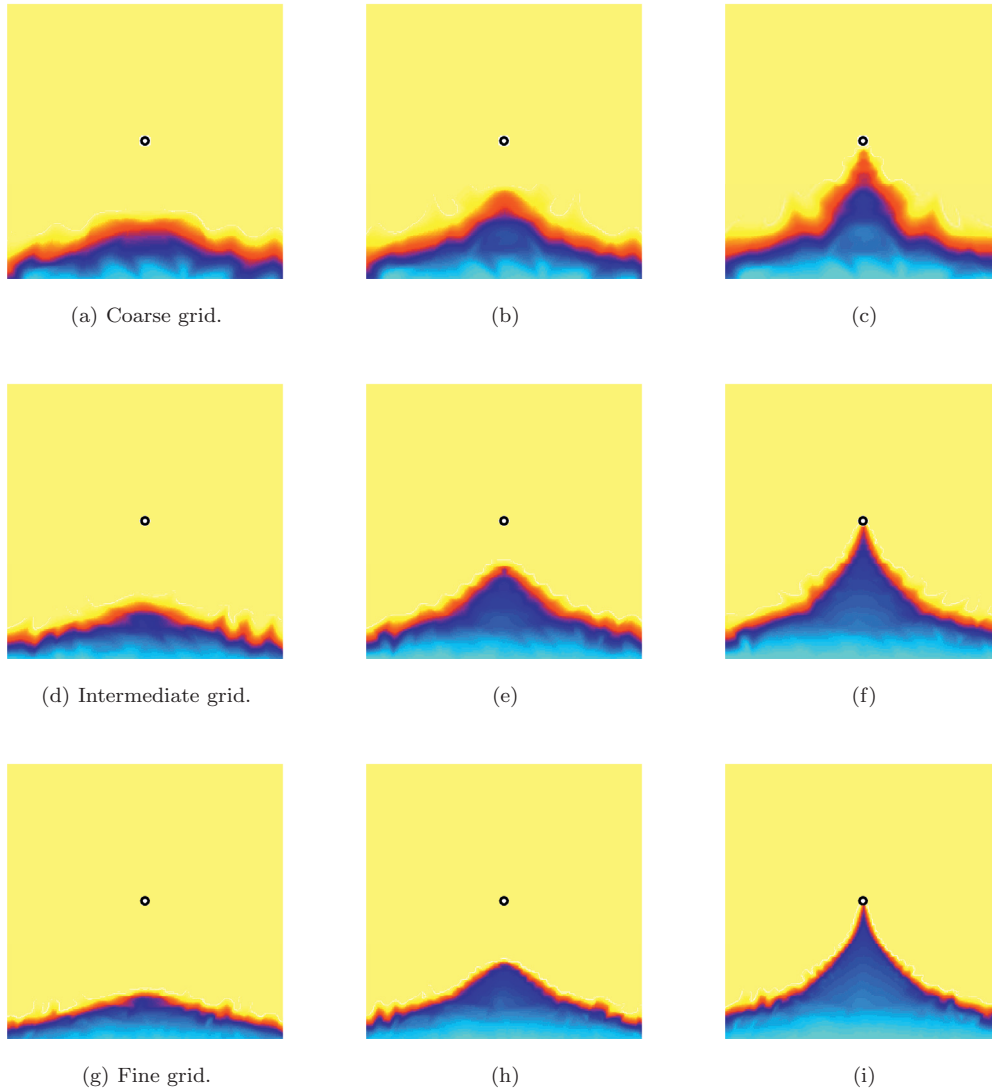 (a) Coarse grid.
(b)
(c)
(d) Intermediate grid.
(e)
(f)
(g) Fine grid.
(h)
(i)